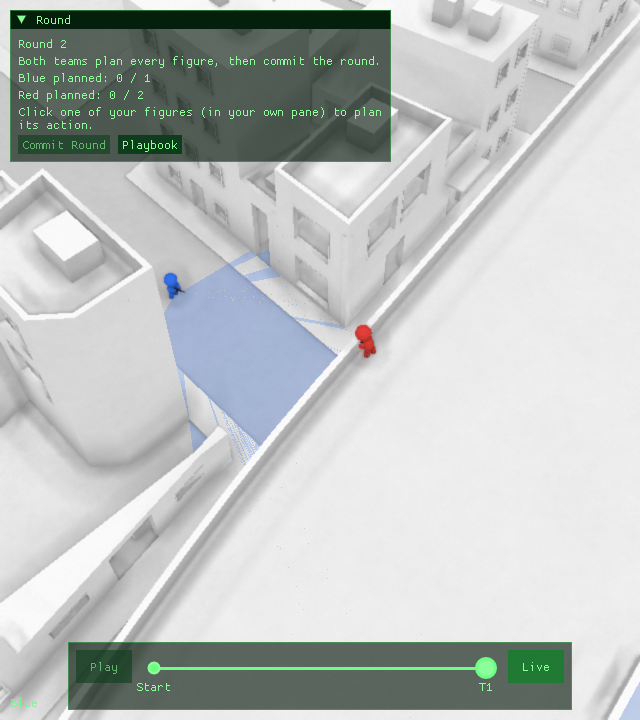 Round
Round 2
Both teams plan every figure, then commit the round.
Blue planned: 0 / 1
Red planned: 0 / 2
Click one of your figures (in your own pane) to plan
its action.
Commit Round Playbook
Play Live
Start T1